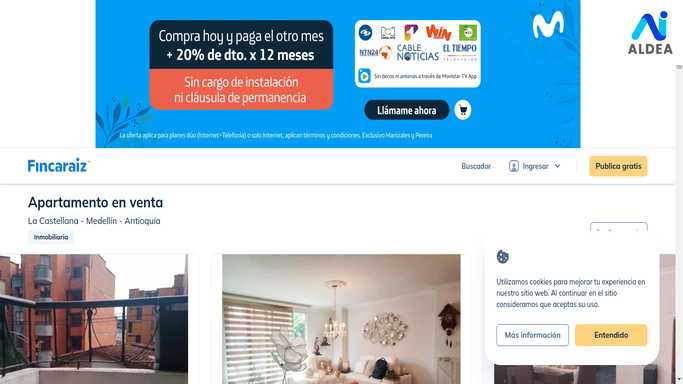 Compra hoy y paga el otro mes
+ 20% de dto. x 12 meses
Sin cargo de instalación
ni cláusula de permanencia
WIN
NTN24
CABLE
NOTICIAS
EL TIEMPO
TELEVISIÓN
Sin decos ni antenas a través de Movistar TV App
Llámame ahora
La oferta aplica para planes dúo (Internet+Telefonía) o solo Internet, aplican términos y condiciones. Exclusivo Manizales y Pereira
ALDEA
Fincaraiz
Buscador
Ingresar
Publica gratis
Apartamento en venta
La Castellana - Medellín - Antioquia
Inmobiliaria
Utilizamos cookies para mejorar tu experiencia en
nuestro sitio web. Al continuar en el sitio
consideramos que aceptas su uso.
Más información
Entendido